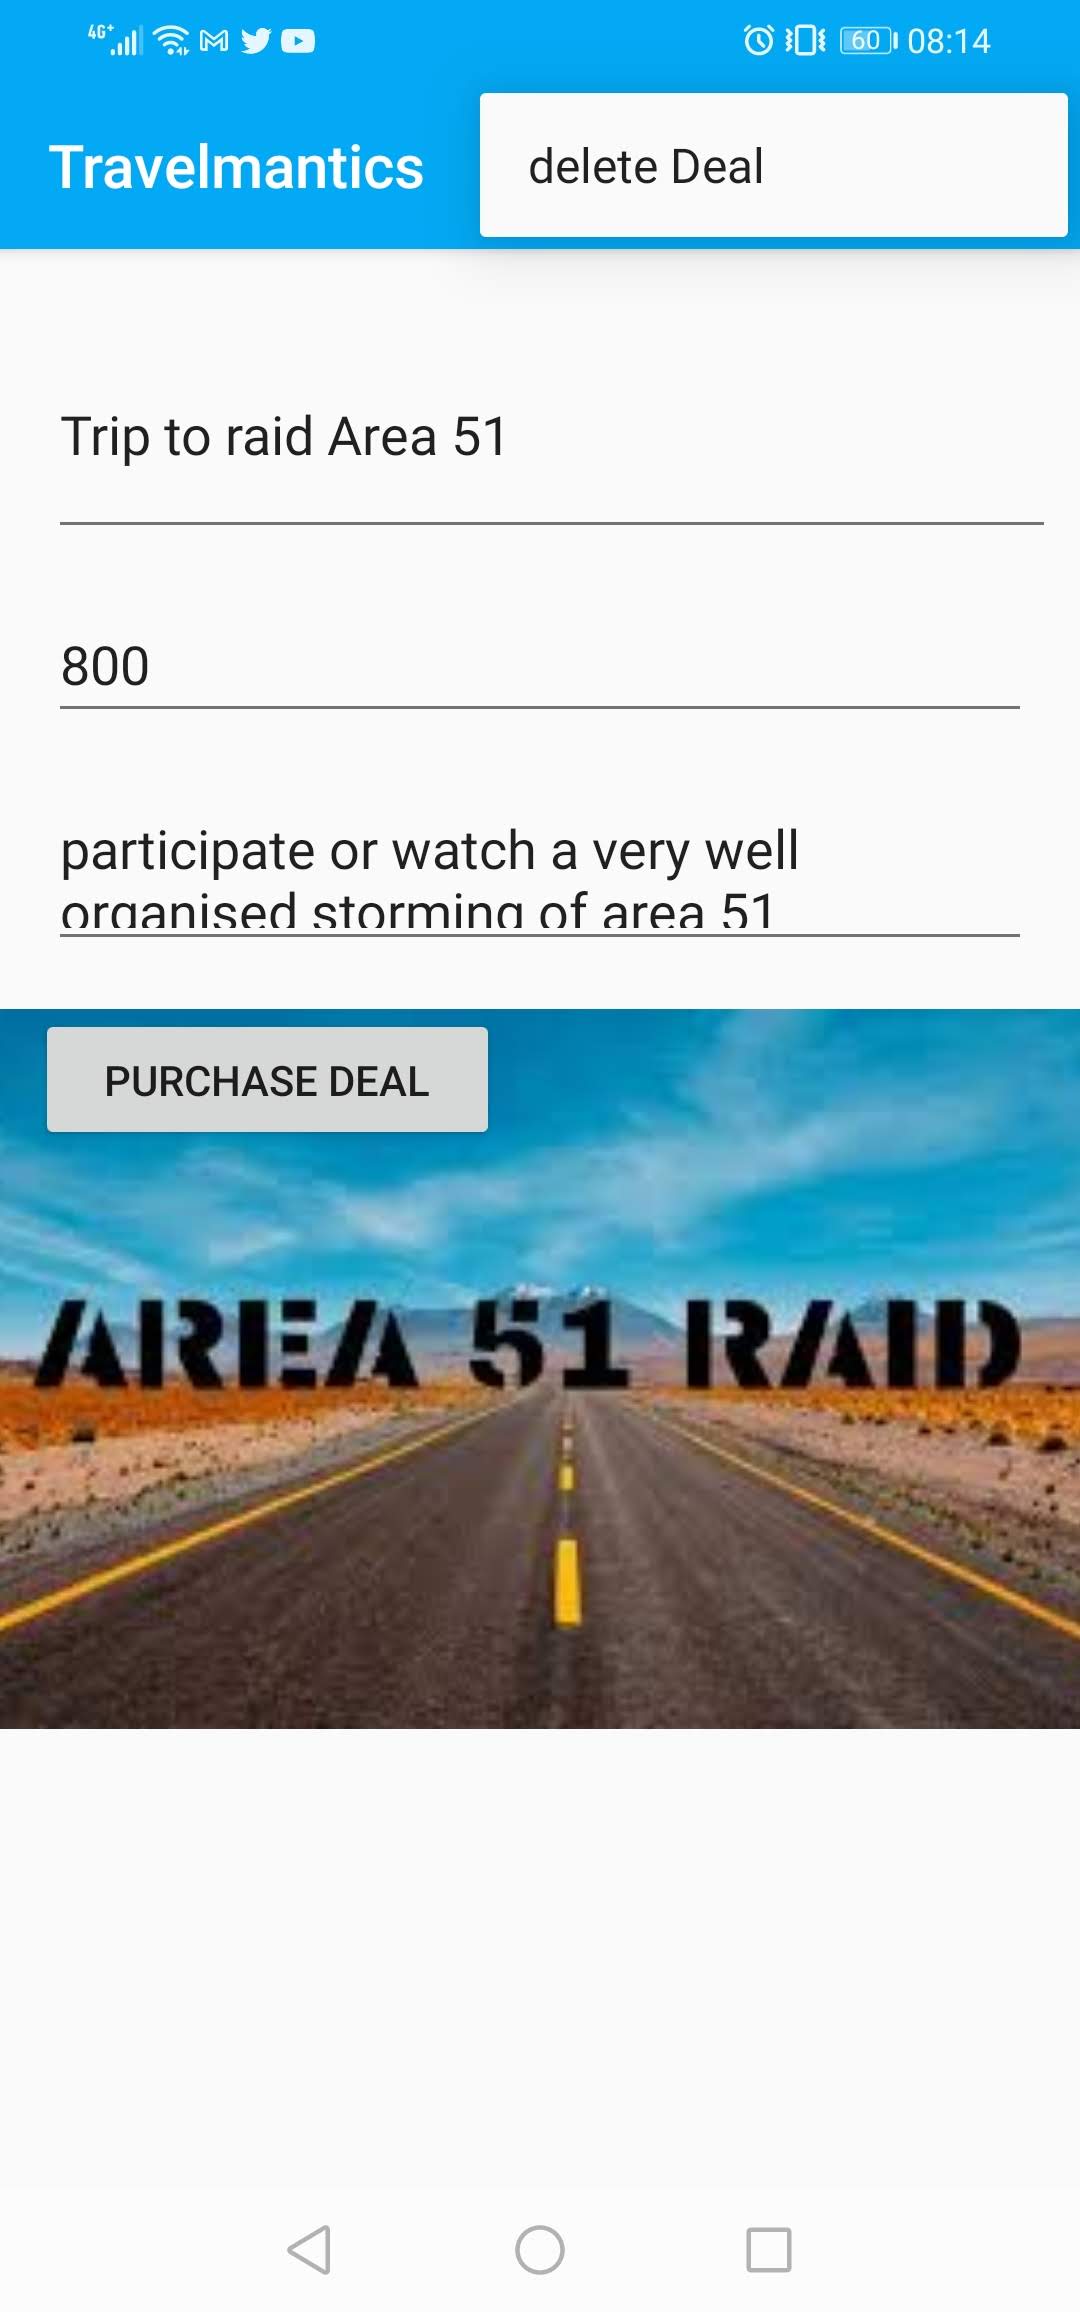 4G+ 60 08:14
Travelmantics
delete Deal
Trip to raid Area 51
800
participate or watch a very well
organised storming of area 51
PURCHASE DEAL
AREA 51 RAID